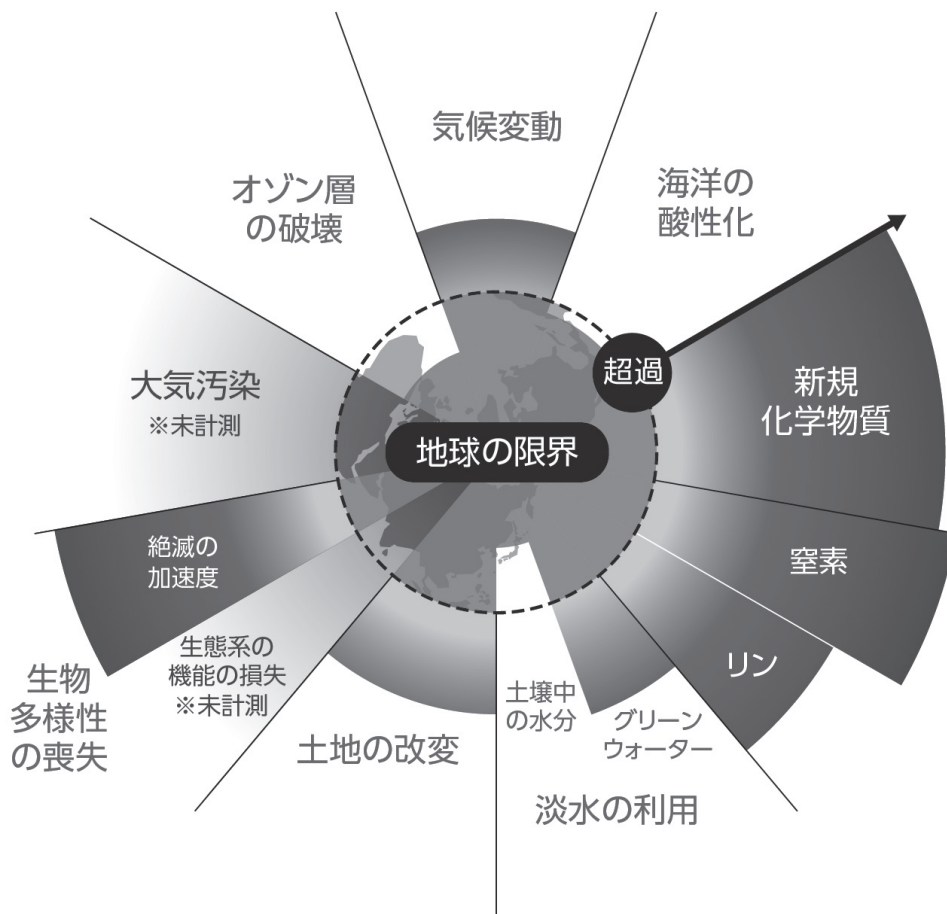 気候変動
オゾン層
の破壊
海洋の
酸性化
大気汚染
※未計測
超過
新規
化学物質
地球の限界
絶滅の
加速度
窒素
生態系の
機能の損失
※未計測
リン
生物
多様性
の喪失
土地の改変
土壌中
の水分
グリーン
ウォーター
淡水の利用